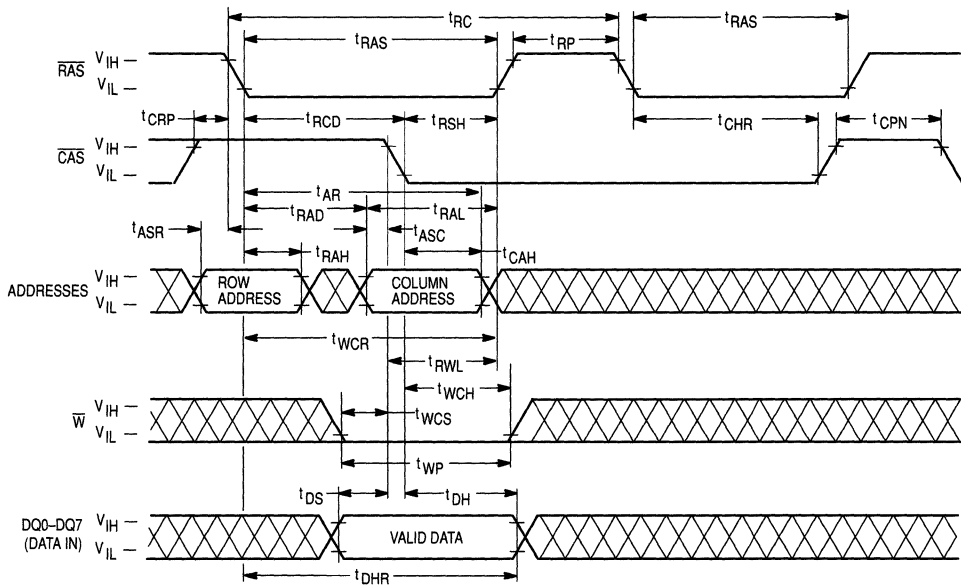 tRC tRAS
tRAS tRP
RAS VIH
VIL
tCRP tRCD tRSH tCHR tCPN
CAS VIH
VIL
tAR
tRAD tRAL
tASR tASC
tRAH tCAH
ADDRESSES VIH
VIL
ROW ADDRESS
COLUMN ADDRESS
tWCR
tRWL
tWCH
W VIH
VIL
tWCS
tWP
tDS tDH
DQ0–DQ7
(DATA IN)
VIH
VIL
VALID DATA
tDHR